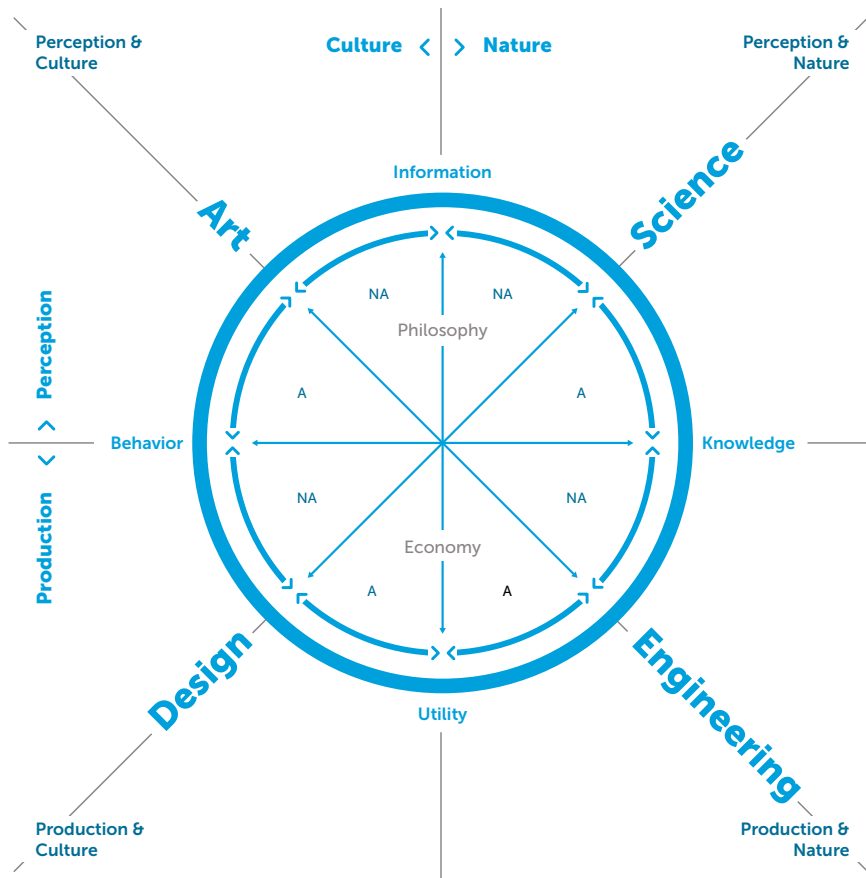 Perception &
Culture
Culture
Nature
Perception &
Nature
Information
Art
Science
NA
NA
Philosophy
Perception
A
A
Behavior
Knowledge
Production
NA
NA
Economy
A
A
Design
Engineering
Utility
Production &
Culture
Production &
Nature